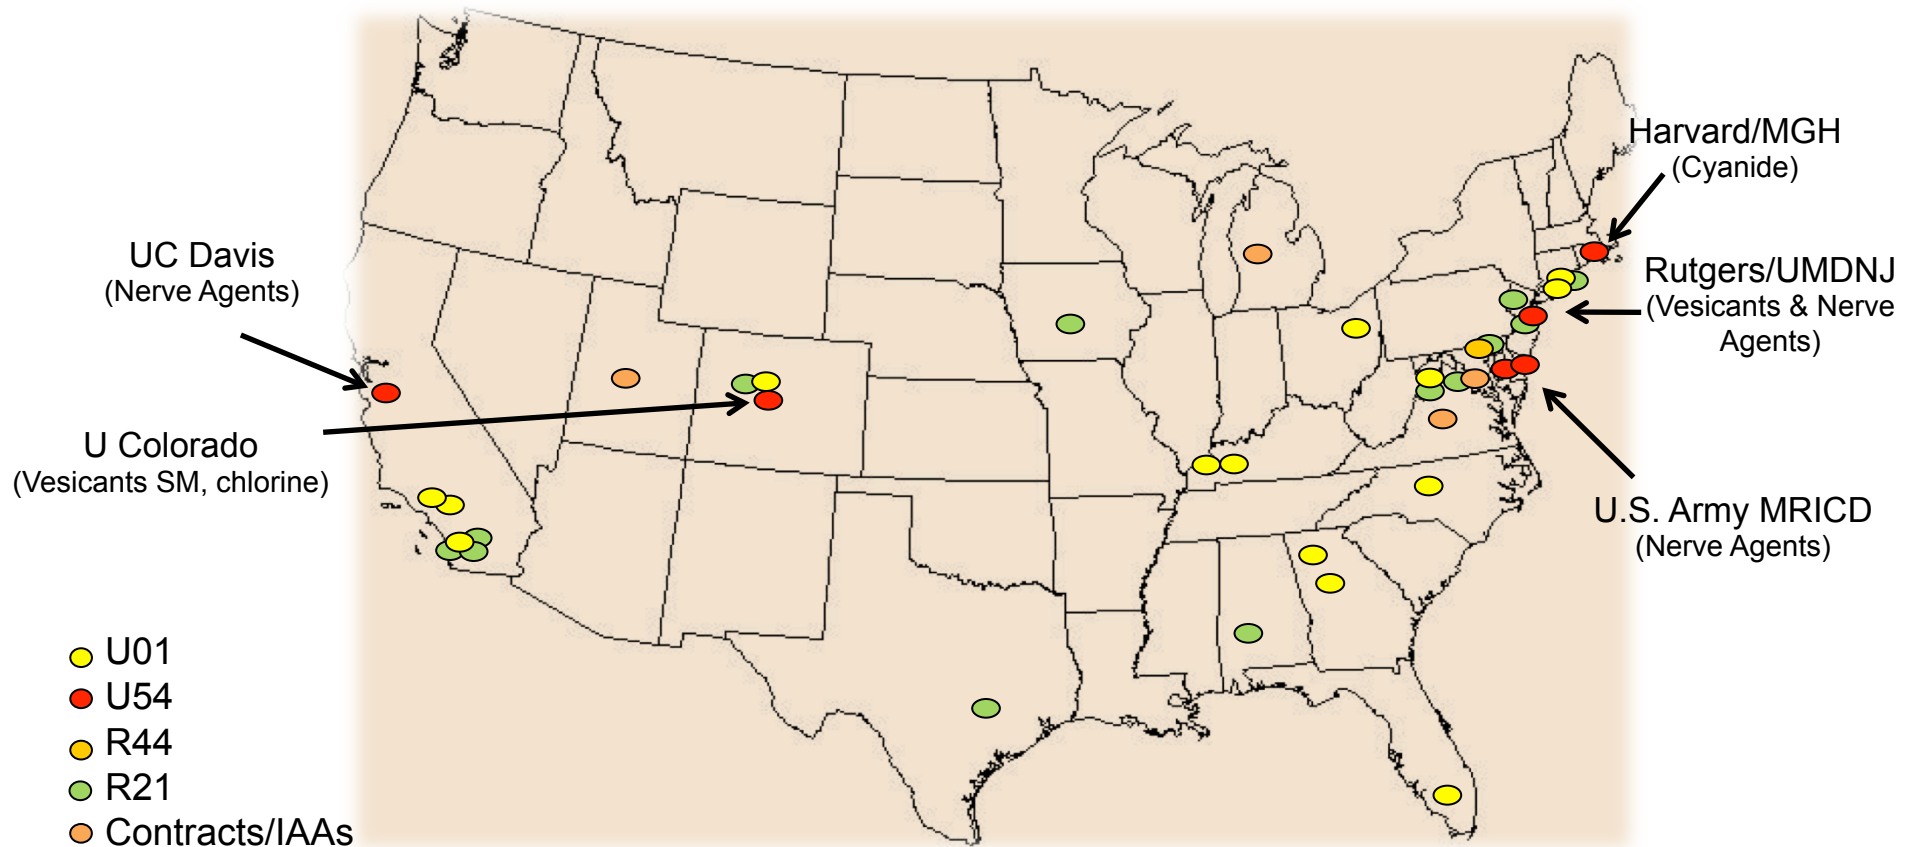 Harvard/MGH
(Cyanide)
UC Davis
(Nerve Agents)
Rutgers/UMDNJ
(Vesicants & Nerve
Agents)
U Colorado
(Vesicants SM, chlorine)
U.S. Army MRICD
(Nerve Agents)
U01
U54
R44
R21
Contracts/IAAs